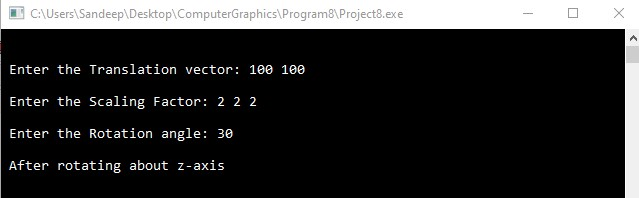 C:\Users\Sandeep\Desktop\ComputerGraphics\Program8\Project8.exe
Enter the Translation vector: 100 100
Enter the Scaling Factor: 2 2 2
Enter the Rotation angle: 30
After rotating about z-axis